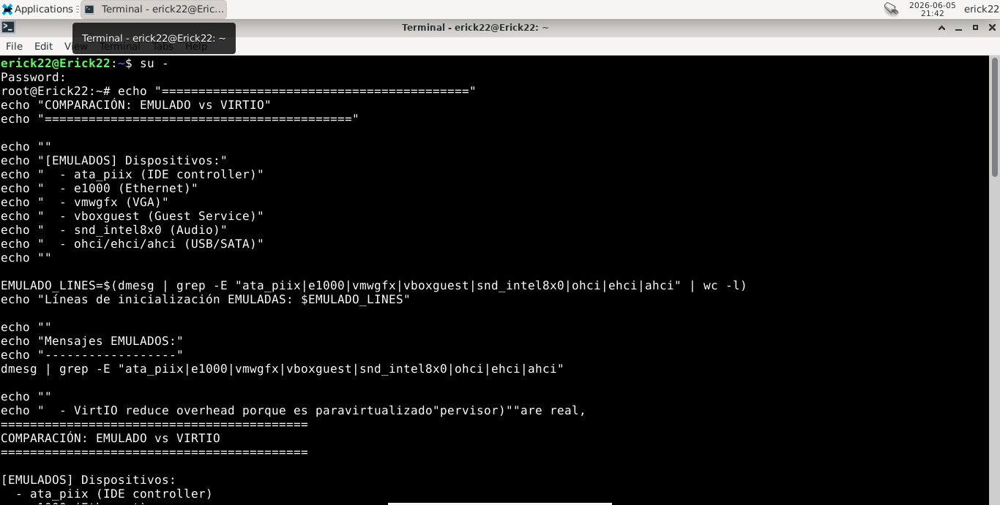 Applications
Terminal - erick22@Eric...
2026-06-05
21:42
erick22
Terminal - erick22@Erick22: ~
Terminal - erick22@Erick22: ~
File Edit View Terminal Tabs Help
erick22@Erick22:~$ su -
Password:
root@Erick22:~# echo "=========================================="
echo "COMPARACIÓN: EMULADO vs VIRTIO"
echo "=========================================="
echo ""
echo "[EMULADOS] Dispositivos:"
echo "  - ata_piix (IDE controller)"
echo "  - e1000 (Ethernet)"
echo "  - vmwgfx (VGA)"
echo "  - vboxguest (Guest Service)"
echo "  - snd_intel8x0 (Audio)"
echo "  - ohci/ehci/ahci (USB/SATA)"
echo ""
EMULADO_LINES=$(dmesg | grep -E "ata_piix|e1000|vmwgfx|vboxguest|snd_intel8x0|ohci|ehci|ahci" | wc -l)
echo "Líneas de inicialización EMULADAS: $EMULADO_LINES"
echo ""
echo "Mensajes EMULADOS:"
echo "------------------"
dmesg | grep -E "ata_piix|e1000|vmwgfx|vboxguest|snd_intel8x0|ohci|ehci|ahci"
echo ""
echo "  - VirtIO reduce overhead porque es paravirtualizado"pervisor)""are real,
==========================================
COMPARACIÓN: EMULADO vs VIRTIO
==========================================
[EMULADOS] Dispositivos:
  - ata_piix (IDE controller)